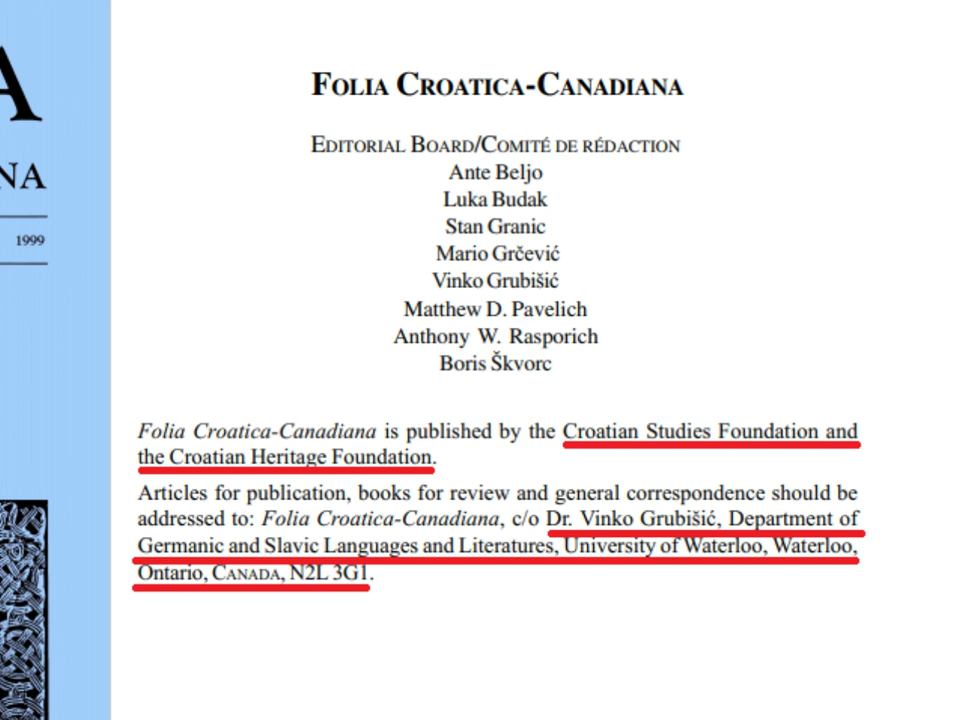 A
NA
1999
FOLIA CROATICA-CANADIANA
EDITORIAL BOARD/COMITÉ DE RÉDACTION
Ante Beljo
Luka Budak
Stan Granic
Mario Grčević
Vinko Grubišić
Matthew D. Pavelich
Anthony W. Rasporich
Boris Škvorc
Folia Croatica-Canadiana is published by the Croatian Studies Foundation and
the Croatian Heritage Foundation.
Articles for publication, books for review and general correspondence should be
addressed to: Folia Croatica-Canadiana, c/o Dr. Vinko Grubišić, Department of
Germanic and Slavic Languages and Literatures, University of Waterloo, Waterloo,
Ontario, CANADA, N2L 3G1.